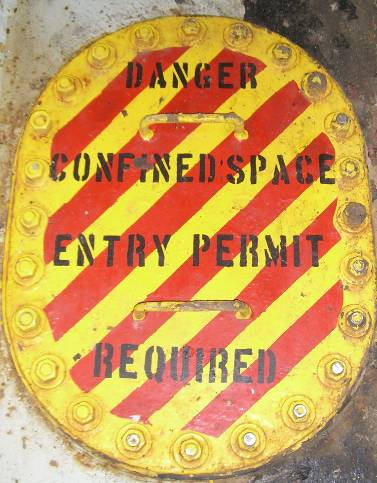 DANGER
CONFINED SPACE
ENTRY PERMIT
REQUIRED